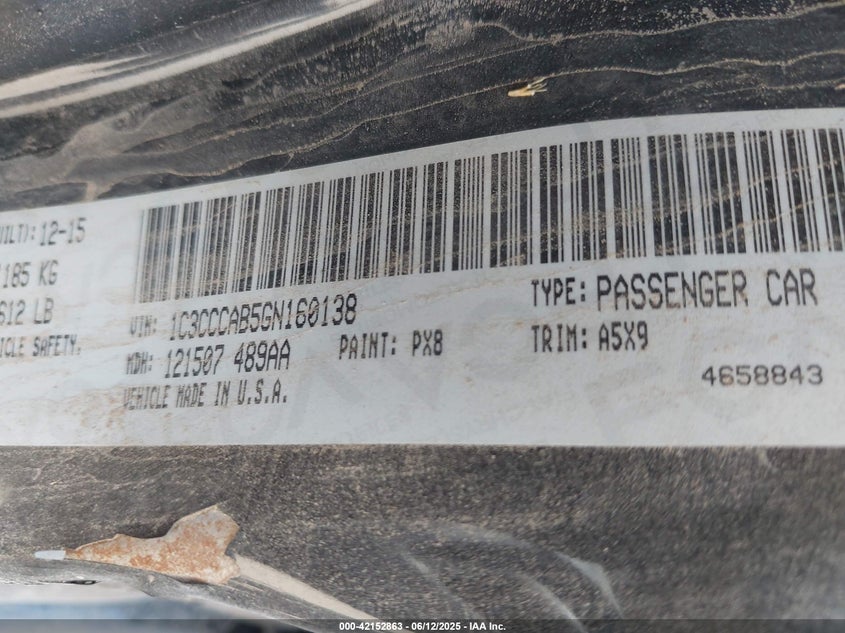 UILT): 12-15
185 KG
612 LB
ICLE SAFETY.
VIN: 1C3CCCAB5GN160138
TYPE: PASSENGER CAR
MDH: 121507 489AA
PAINT: PX8
TRIM: A5X9
VEHICLE MADE IN U.S.A.
4658843
000-42152863 - 06/12/2025 - IAA Inc.